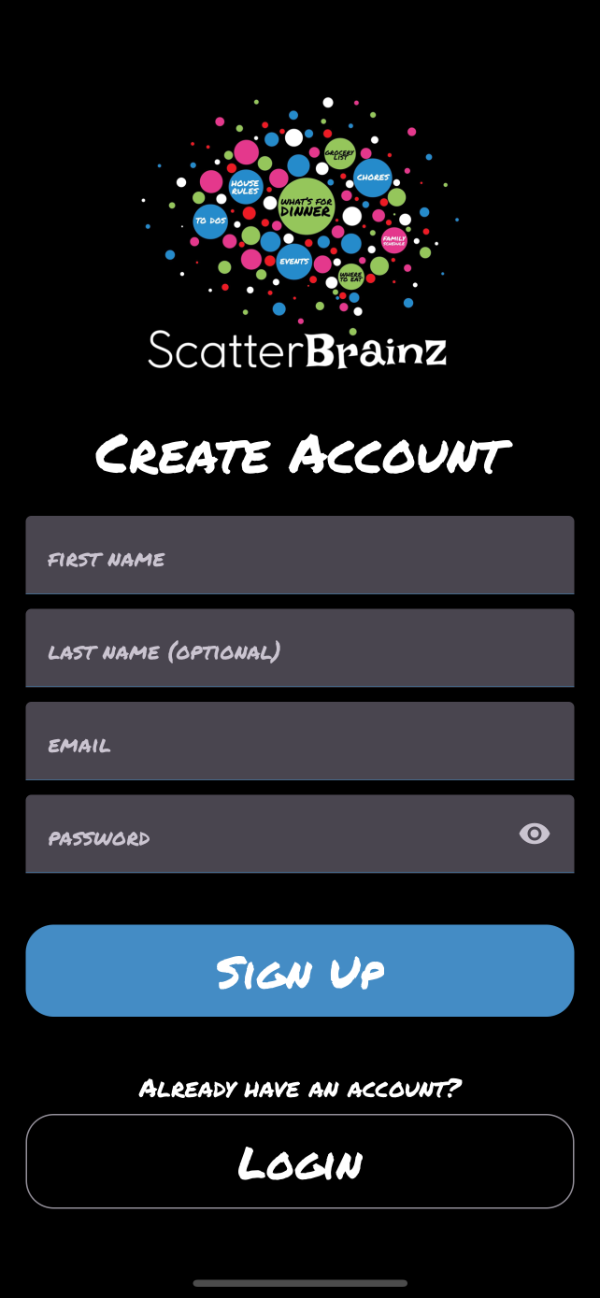 GROCERY
LIST
CHORES
HOUSE
RULES
WHAT'S FOR
DINNER
TO DOS
FAMILY
SCHEDULE
EVENTS
WHERE
TO EAT
ScatterBrainz
CREATE ACCOUNT
FIRST NAME
LAST NAME (OPTIONAL)
EMAIL
PASSWORD
SIGN UP
ALREADY HAVE AN ACCOUNT?
LOGIN